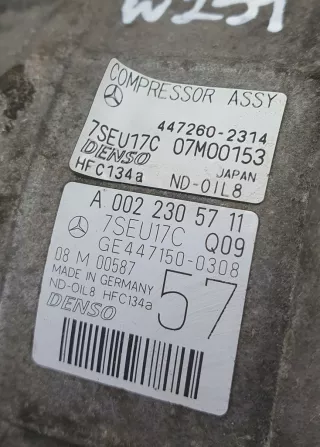 W251
COMPRESSOR ASSY
447260-2314
7SEU17C 07M00153
DENSO JAPAN
HFC134a ND-OIL8
A 002 230 57 11
7SEU17C Q09
GE447150-0308
08 M 00587
MADE IN GERMANY
ND-OIL8 HFC134a
DENSO
57